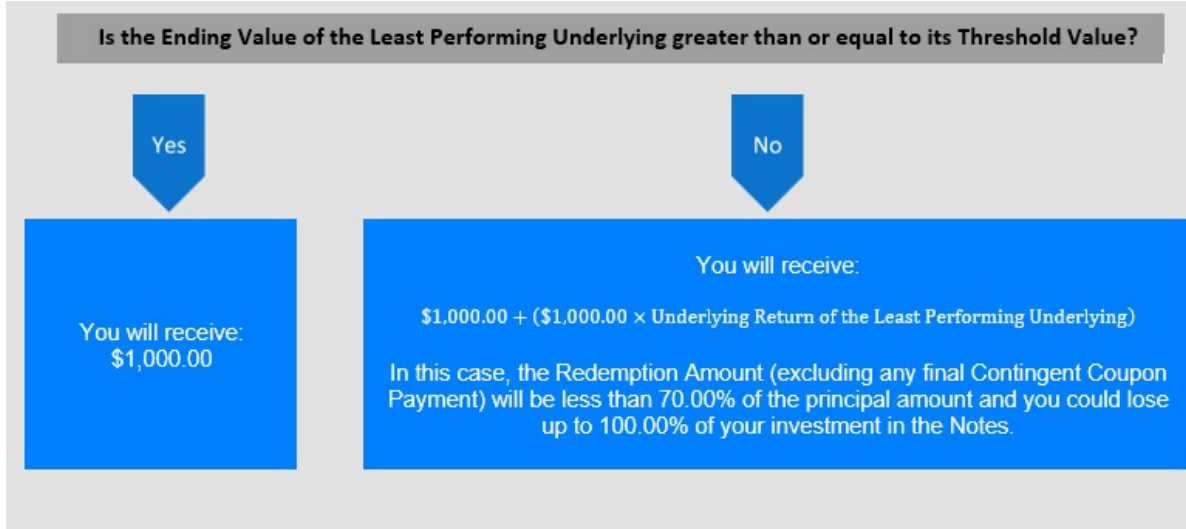 Is the Ending Value of the Least Performing Underlying greater than or equal to its Threshold Value?
Yes
No
You will receive:
$1,000.00
You will receive:
$1,000.00 + ($1,000.00 × Underlying Return of the Least Performing Underlying)
In this case, the Redemption Amount (excluding any final Contingent Coupon
Payment) will be less than 70.00% of the principal amount and you could lose
up to 100.00% of your investment in the Notes.